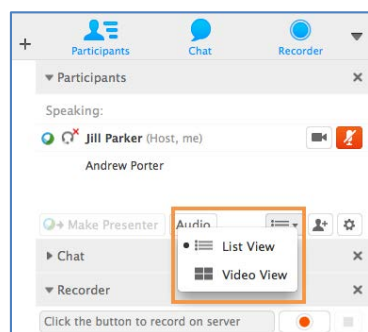 Participants Chat Recorder
Participants
Speaking:
Jill Parker (Host, me)
Andrew Porter
Make Presenter Audio
List View
Chat
Video View
Recorder
Click the button to record on server